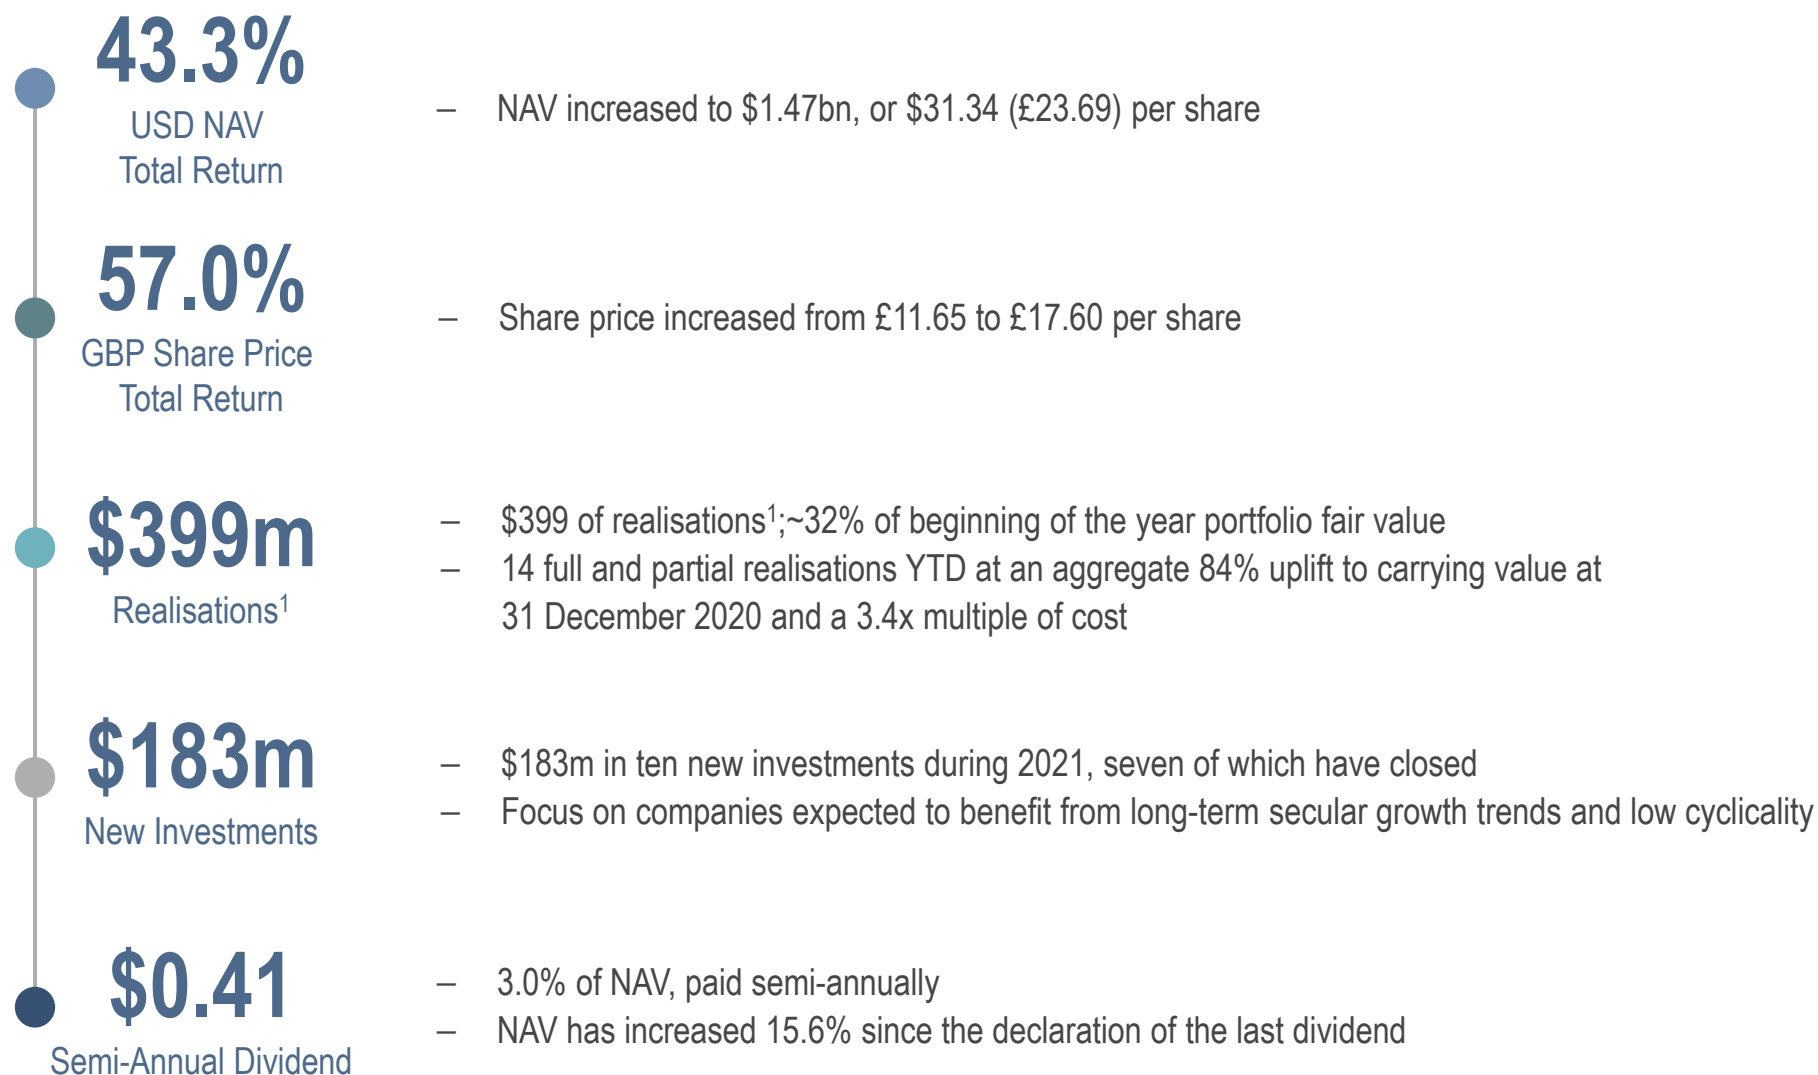 43.3%
USD NAV
Total Return
– NAV increased to $1.47bn, or $31.34 (£23.69) per share
57.0%
GBP Share Price
Total Return
– Share price increased from £11.65 to £17.60 per share
$399m
Realisations¹
– $399 of realisations¹;~32% of beginning of the year portfolio fair value
– 14 full and partial realisations YTD at an aggregate 84% uplift to carrying value at
31 December 2020 and a 3.4x multiple of cost
$183m
New Investments
– $183m in ten new investments during 2021, seven of which have closed
– Focus on companies expected to benefit from long-term secular growth trends and low cyclicality
$0.41
Semi-Annual Dividend
– 3.0% of NAV, paid semi-annually
– NAV has increased 15.6% since the declaration of the last dividend